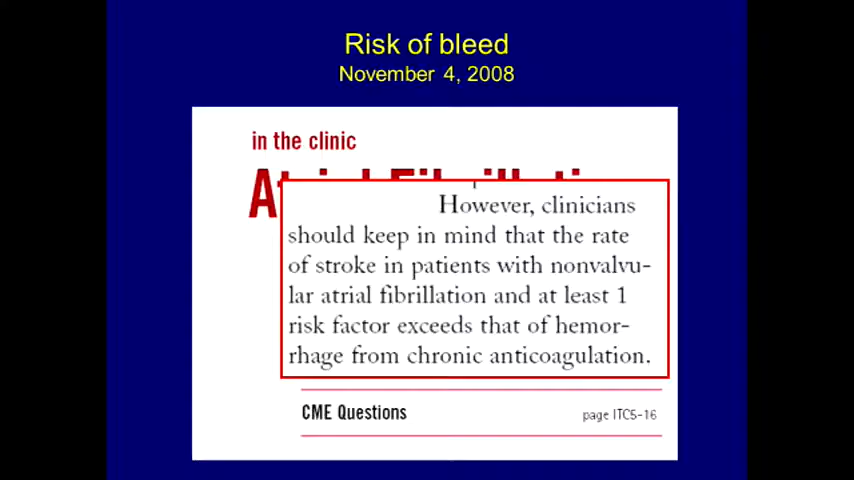 Risk of bleed
November 4, 2008
in the clinic
Atrial Fibrillation
However, clinicians
should keep in mind that the rate
of stroke in patients with nonvalvu-
lar atrial fibrillation and at least 1
risk factor exceeds that of hemor-
rhage from chronic anticoagulation.
CME Questions
page ITC5-16